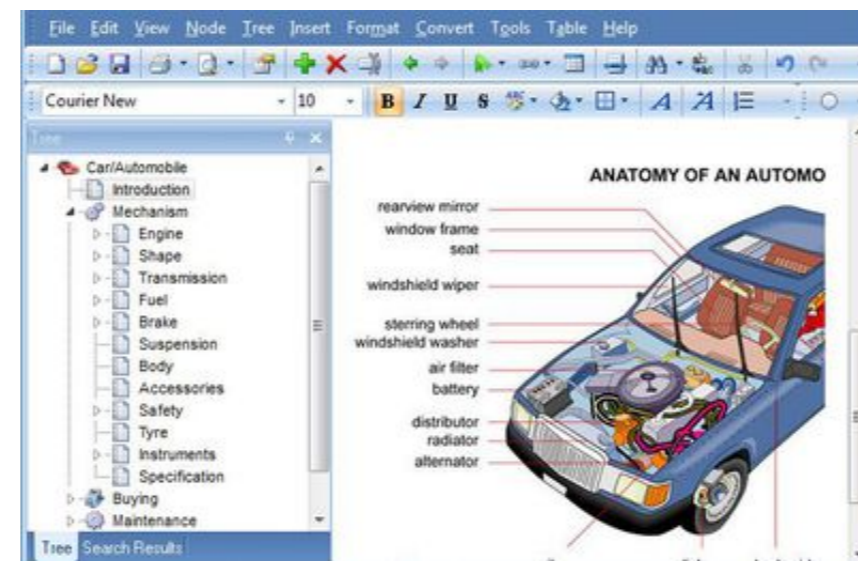 File Edit View Node Tree Insert Format Convert Tools Table Help
Courier New 10 B I U S A A
Tree
Car/Automobile
Introduction
Mechanism
Engine
Shape
Transmission
Fuel
Brake
Suspension
Body
Accessories
Safety
Tyre
Instruments
Specification
Buying
Maintenance
Tree Search Results
ANATOMY OF AN AUTOMO
rearview mirror
window frame
seat
windshield wiper
sterring wheel
windshield washer
air filter
battery
distributor
radiator
alternator